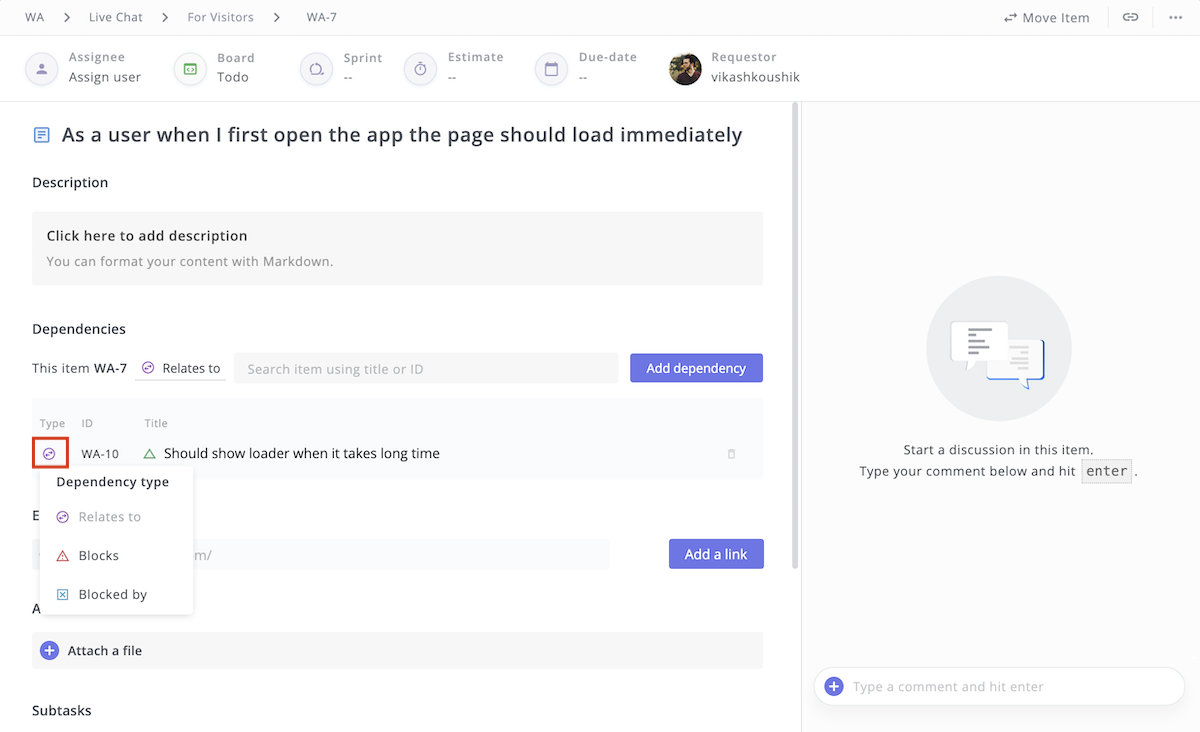 WA > Live Chat > For Visitors > WA-7
Move Item
Assignee
Assign user
Board
Todo
Sprint
--
Estimate
--
Due-date
--
Requestor
vikashkoushik
As a user when I first open the app the page should load immediately
Description
Click here to add description
You can format your content with Markdown.
Dependencies
This item WA-7 Relates to Search item using title or ID Add dependency
Type ID Title
WA-10 Should show loader when it takes long time
Dependency type
Relates to
Blocks
Blocked by
E
m/
Add a link
A
Attach a file
Subtasks
Start a discussion in this item.
Type your comment below and hit enter .
Type a comment and hit enter